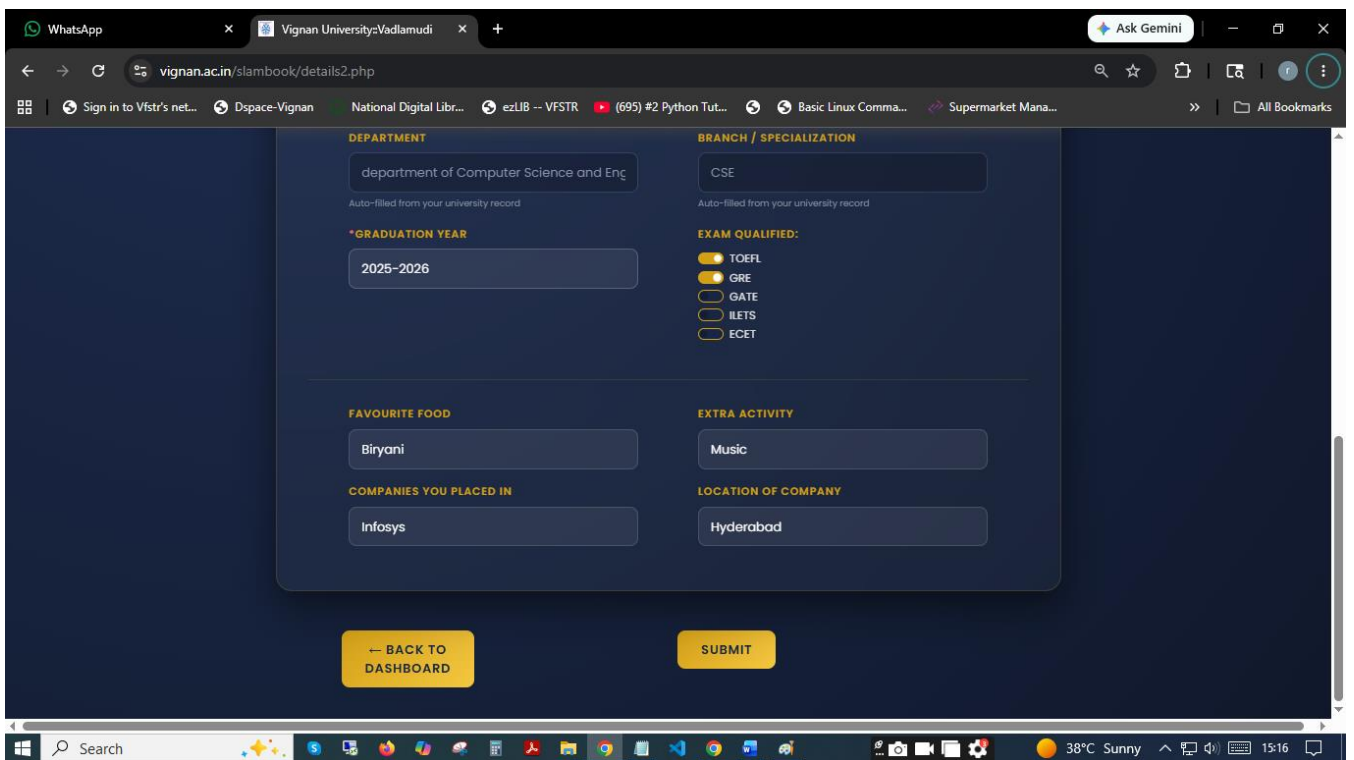 WhatsApp
Vignan University::Vadlamudi
Ask Gemini
vignan.ac.in/slambook/details2.php
r
Sign in to Vfstr's net... Dspace-Vignan National Digital Libr... ezLIB -- VFSTR (695) #2 Python Tut... Basic Linux Comma... Supermarket Mana... » All Bookmarks
DEPARTMENT BRANCH / SPECIALIZATION
department of Computer Science and Eng CSE
Auto-filled from your university record Auto-filled from your university record
*GRADUATION YEAR EXAM QUALIFIED:
2025-2026
TOEFL
GRE
GATE
ILETS
ECET
FAVOURITE FOOD EXTRA ACTIVITY
Biryani Music
COMPANIES YOU PLACED IN LOCATION OF COMPANY
Infosys Hyderabad
← BACK TO DASHBOARD SUBMIT
Search 38°C Sunny 15:16